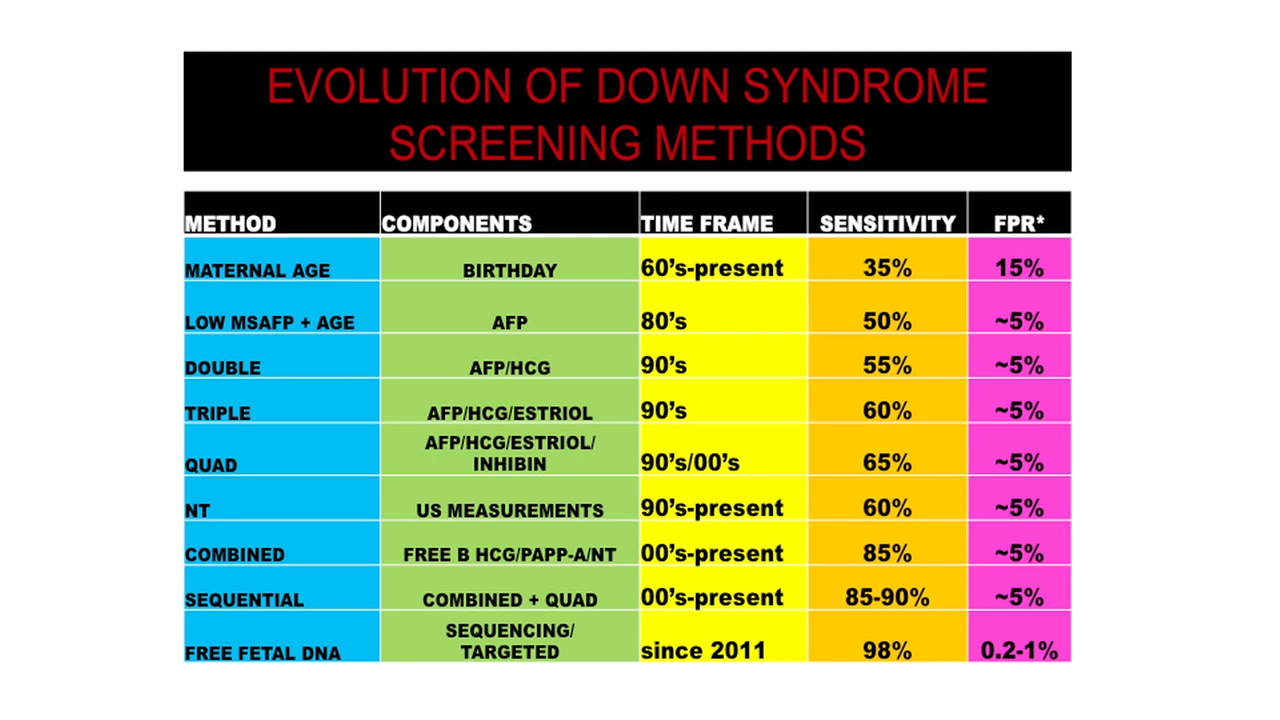 EVOLUTION OF DOWN SYNDROME
SCREENING METHODS
METHOD COMPONENTS TIME FRAME SENSITIVITY FPR*
MATERNAL AGE BIRTHDAY 60’s-present 35% 15%
LOW MSAFP + AGE AFP 80’s 50% ~5%
DOUBLE AFP/HCG 90’s 55% ~5%
TRIPLE AFP/HCG/ESTRIOL 90’s 60% ~5%
AFP/HCG/ESTRIOL/
QUAD INHIBIN 90’s/00’s 65% ~5%
NT US MEASUREMENTS 90’s-present 60% ~5%
COMBINED FREE B HCG/PAPP-A/NT 00’s-present 85% ~5%
SEQUENTIAL COMBINED + QUAD 00’s-present 85-90% ~5%
SEQUENCING/
FREE FETAL DNA TARGETED since 2011 98% 0.2-1%